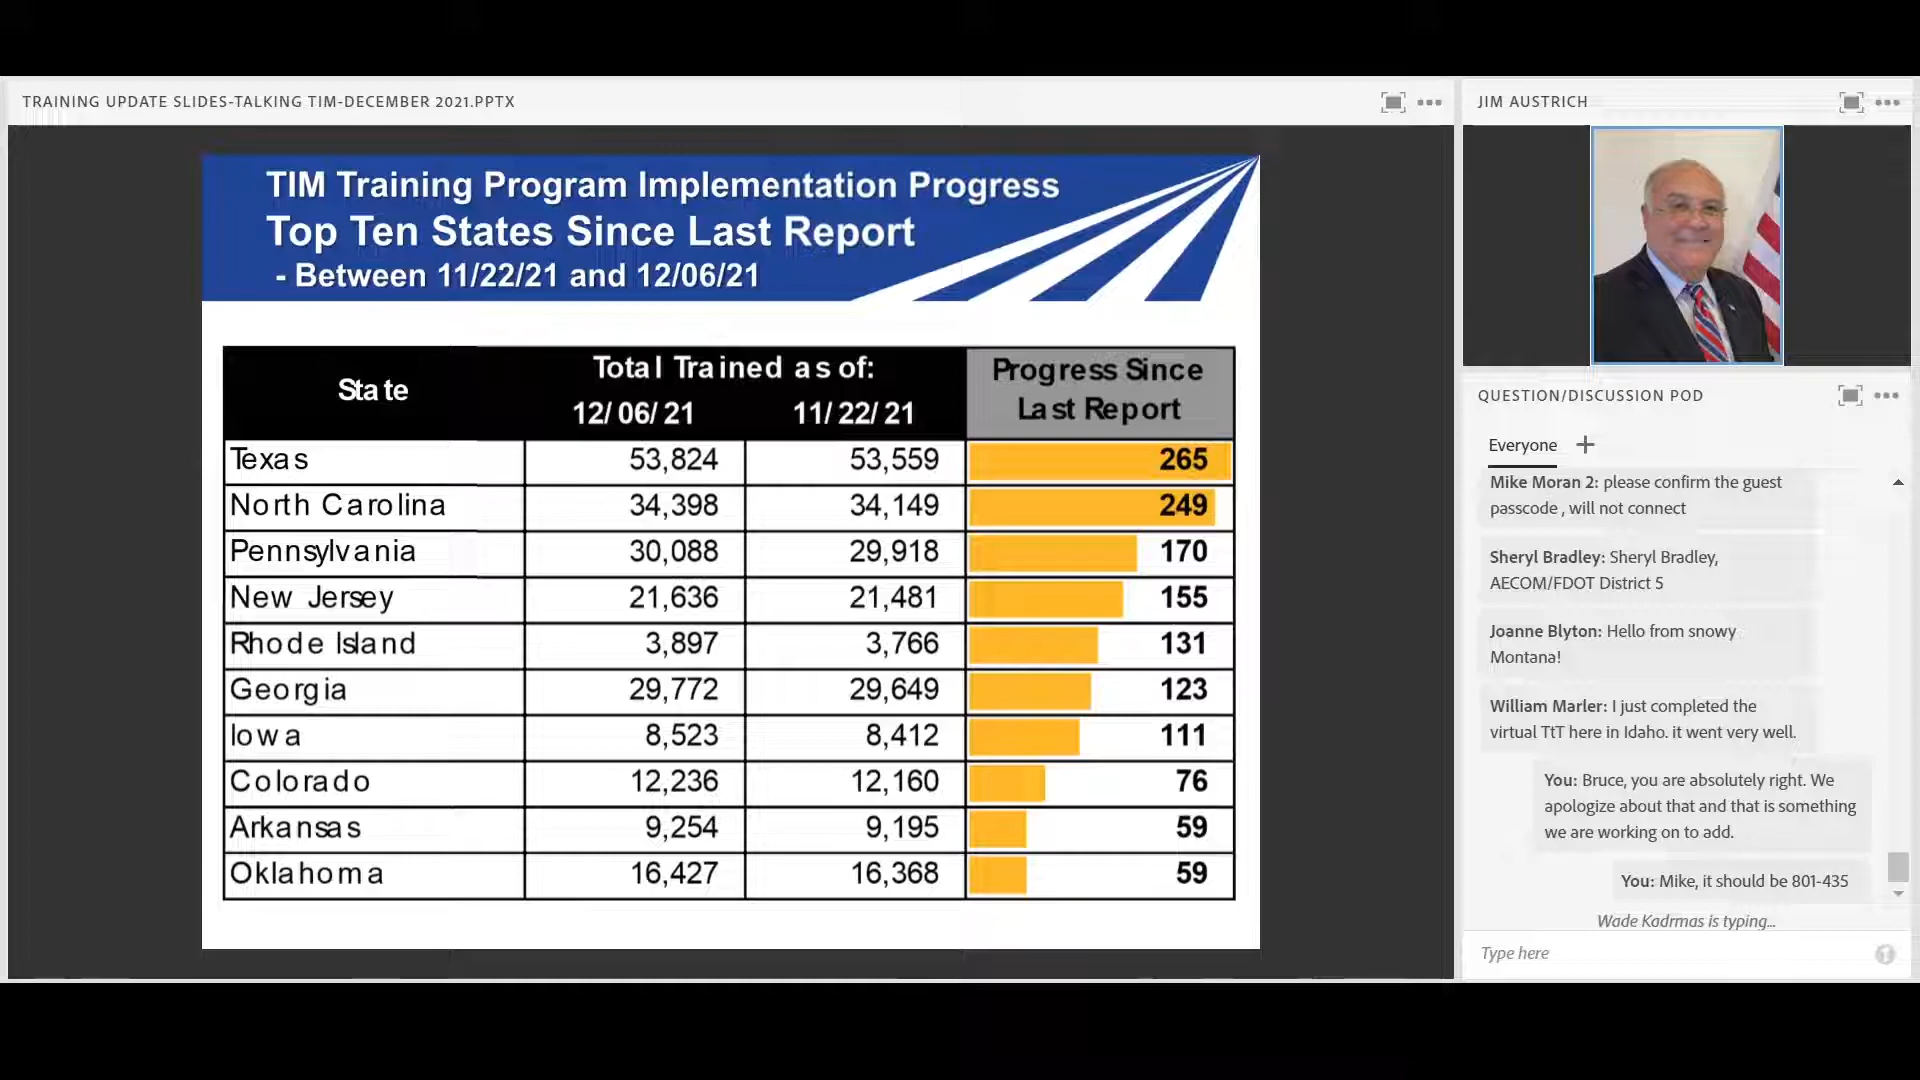 TRAINING UPDATE SLIDES-TALKING TIM-DECEMBER 2021.PPTX
TIM Training Program Implementation Progress
Top Ten States Since Last Report
- Between 11/22/21 and 12/06/21
State
Total Trained as of:
12/06/21 11/22/21
Progress Since
Last Report
Texas 53,824 53,559 265
North Carolina 34,398 34,149 249
Pennsylvania 30,088 29,918 170
New Jersey 21,636 21,481 155
Rhode Island 3,897 3,766 131
Georgia 29,772 29,649 123
Iowa 8,523 8,412 111
Colorado 12,236 12,160 76
Arkansas 9,254 9,195 59
Oklahoma 16,427 16,368 59
JIM AUSTRICH
QUESTION/DISCUSSION POD
Everyone +
Mike Moran 2: please confirm the guest
passcode , will not connect
Sheryl Bradley: Sheryl Bradley,
AECOM/FDOT District 5
Joanne Blyton: Hello from snowy
Montana!
William Marler: I just completed the
virtual TtT here in Idaho. it went very well.
You: Bruce, you are absolutely right. We
apologize about that and that is something
we are working on to add.
You: Mike, it should be 801-435
Wade Kadrmas is typing...
Type here